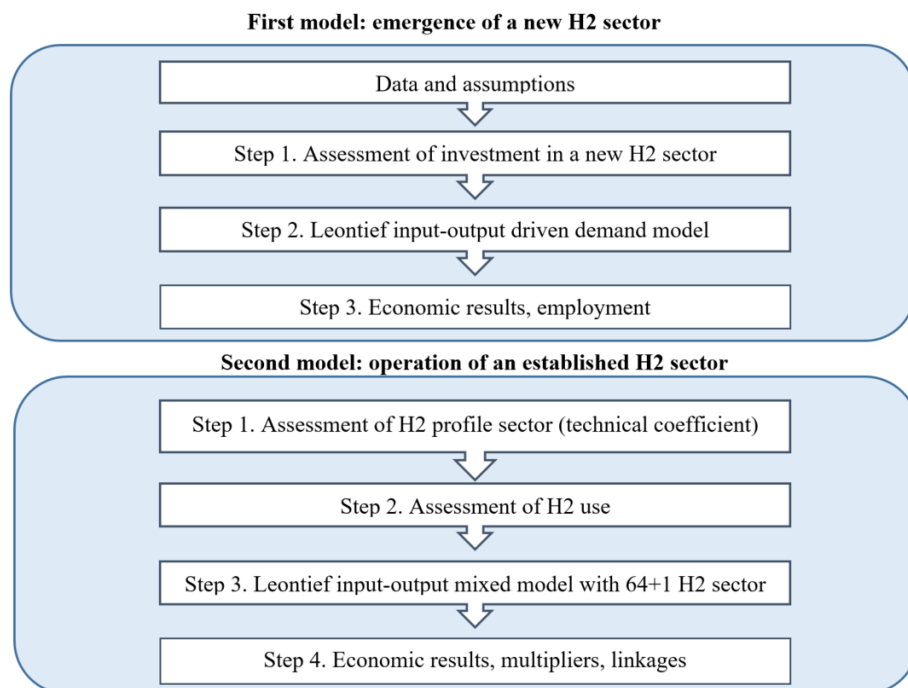 First model: emergence of a new H2 sector
Data and assumptions
Step 1. Assessment of investment in a new H2 sector
Step 2. Leontief input-output driven demand model
Step 3. Economic results, employment
Second model: operation of an established H2 sector
Step 1. Assessment of H2 profile sector (technical coefficient)
Step 2. Assessment of H2 use
Step 3. Leontief input-output mixed model with 64+1 H2 sector
Step 4. Economic results, multipliers, linkages